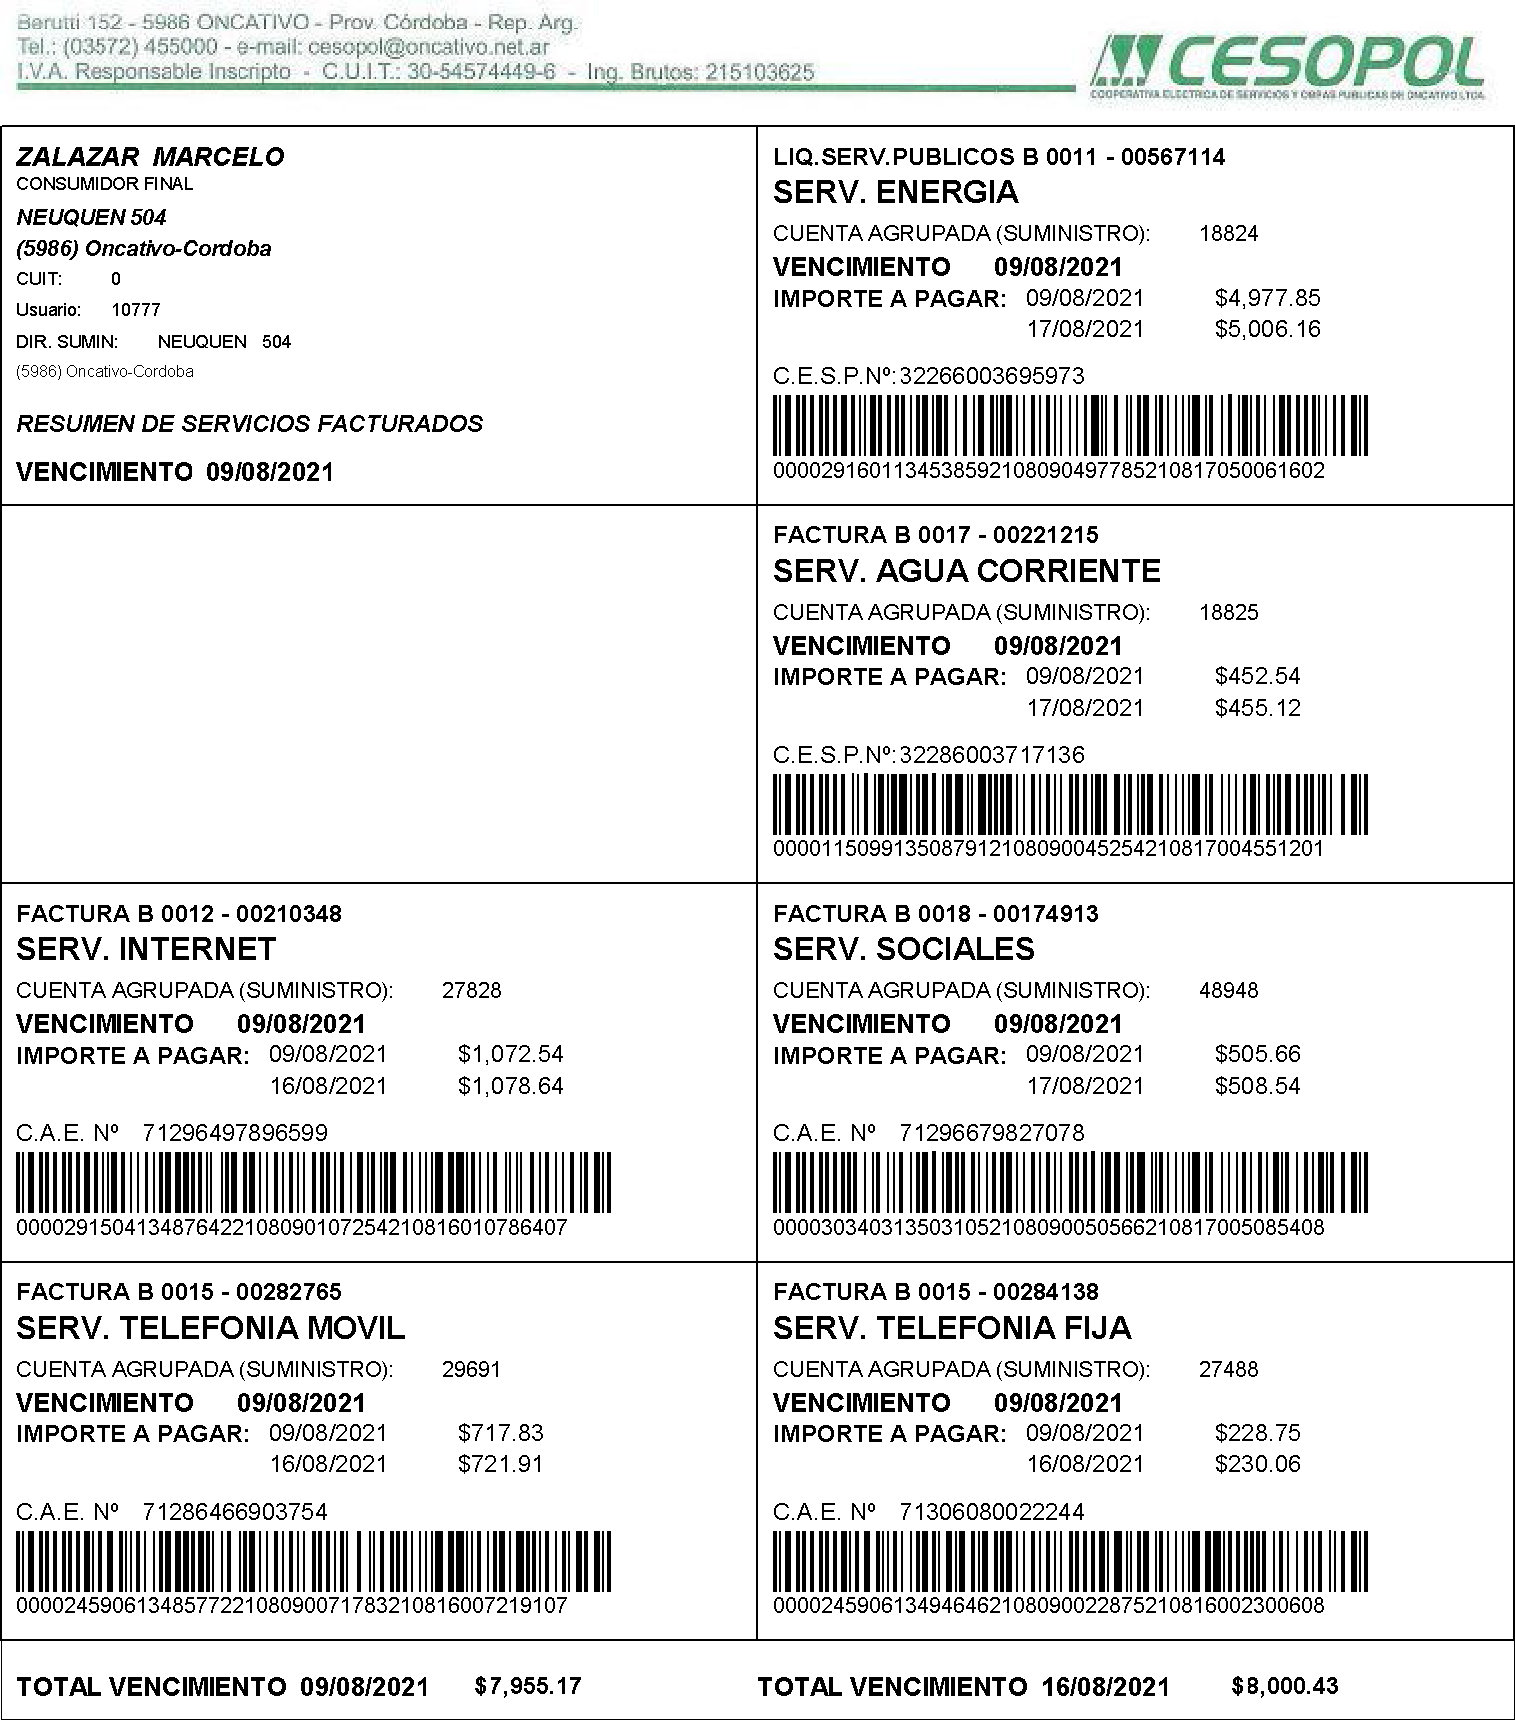 Berutti 152 - 5986 ONCATIVO - Prov. Córdoba - Rep. Arg.
Tel.: (03572) 455000 - e-mail: cesopol@oncativo.net.ar
I.V.A. Responsable Inscripto - C.U.I.T.: 30-54574449-6 - Ing. Brutos: 215103625
CESOPOL
COOPERATIVA ELECTRICA DE SERVICIOS Y OBRAS PUBLICAS DE ONCATIVO LTDA.
ZALAZAR MARCELO
CONSUMIDOR FINAL
NEUQUEN 504
(5986) Oncativo-Cordoba
CUIT: 0
Usuario: 10777
DIR. SUMIN: NEUQUEN 504
(5986) Oncativo-Cordoba
RESUMEN DE SERVICIOS FACTURADOS
VENCIMIENTO 09/08/2021
LIQ.SERV.PUBLICOS B 0011 - 00567114
SERV. ENERGIA
CUENTA AGRUPADA (SUMINISTRO): 18824
VENCIMIENTO 09/08/2021
IMPORTE A PAGAR: 09/08/2021 $4,977.85
17/08/2021 $5,006.16
C.E.S.P.Nº: 32266003695973
0000291601134538592108090497785210817050061602
FACTURA B 0017 - 00221215
SERV. AGUA CORRIENTE
CUENTA AGRUPADA (SUMINISTRO): 18825
VENCIMIENTO 09/08/2021
IMPORTE A PAGAR: 09/08/2021 $452.54
17/08/2021 $455.12
C.E.S.P.Nº: 32286003717136
0000115099135087912108090045254210817004551201
FACTURA B 0012 - 00210348
SERV. INTERNET
CUENTA AGRUPADA (SUMINISTRO): 27828
VENCIMIENTO 09/08/2021
IMPORTE A PAGAR: 09/08/2021 $1,072.54
16/08/2021 $1,078.64
C.A.E. Nº 71296497896599
0000291504134876422108090107254210816010786407
FACTURA B 0018 - 00174913
SERV. SOCIALES
CUENTA AGRUPADA (SUMINISTRO): 48948
VENCIMIENTO 09/08/2021
IMPORTE A PAGAR: 09/08/2021 $505.66
17/08/2021 $508.54
C.A.E. Nº 71296679827078
0000303403135031052108090050566210817005085408
FACTURA B 0015 - 00282765
SERV. TELEFONIA MOVIL
CUENTA AGRUPADA (SUMINISTRO): 29691
VENCIMIENTO 09/08/2021
IMPORTE A PAGAR: 09/08/2021 $717.83
16/08/2021 $721.91
C.A.E. Nº 71286466903754
0000245906134857722108090071783210816007219107
FACTURA B 0015 - 00284138
SERV. TELEFONIA FIJA
CUENTA AGRUPADA (SUMINISTRO): 27488
VENCIMIENTO 09/08/2021
IMPORTE A PAGAR: 09/08/2021 $228.75
16/08/2021 $230.06
C.A.E. Nº 71306080022244
0000245906134946462108090022875210816002300608
TOTAL VENCIMIENTO 09/08/2021 $7,955.17
TOTAL VENCIMIENTO 16/08/2021 $8,000.43